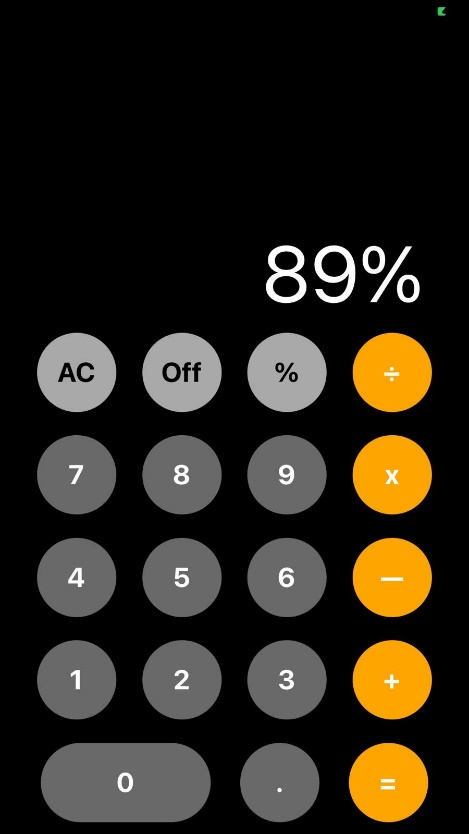 89%
AC Off % ÷
7 8 9 x
4 5 6 —
1 2 3 +
0 . =